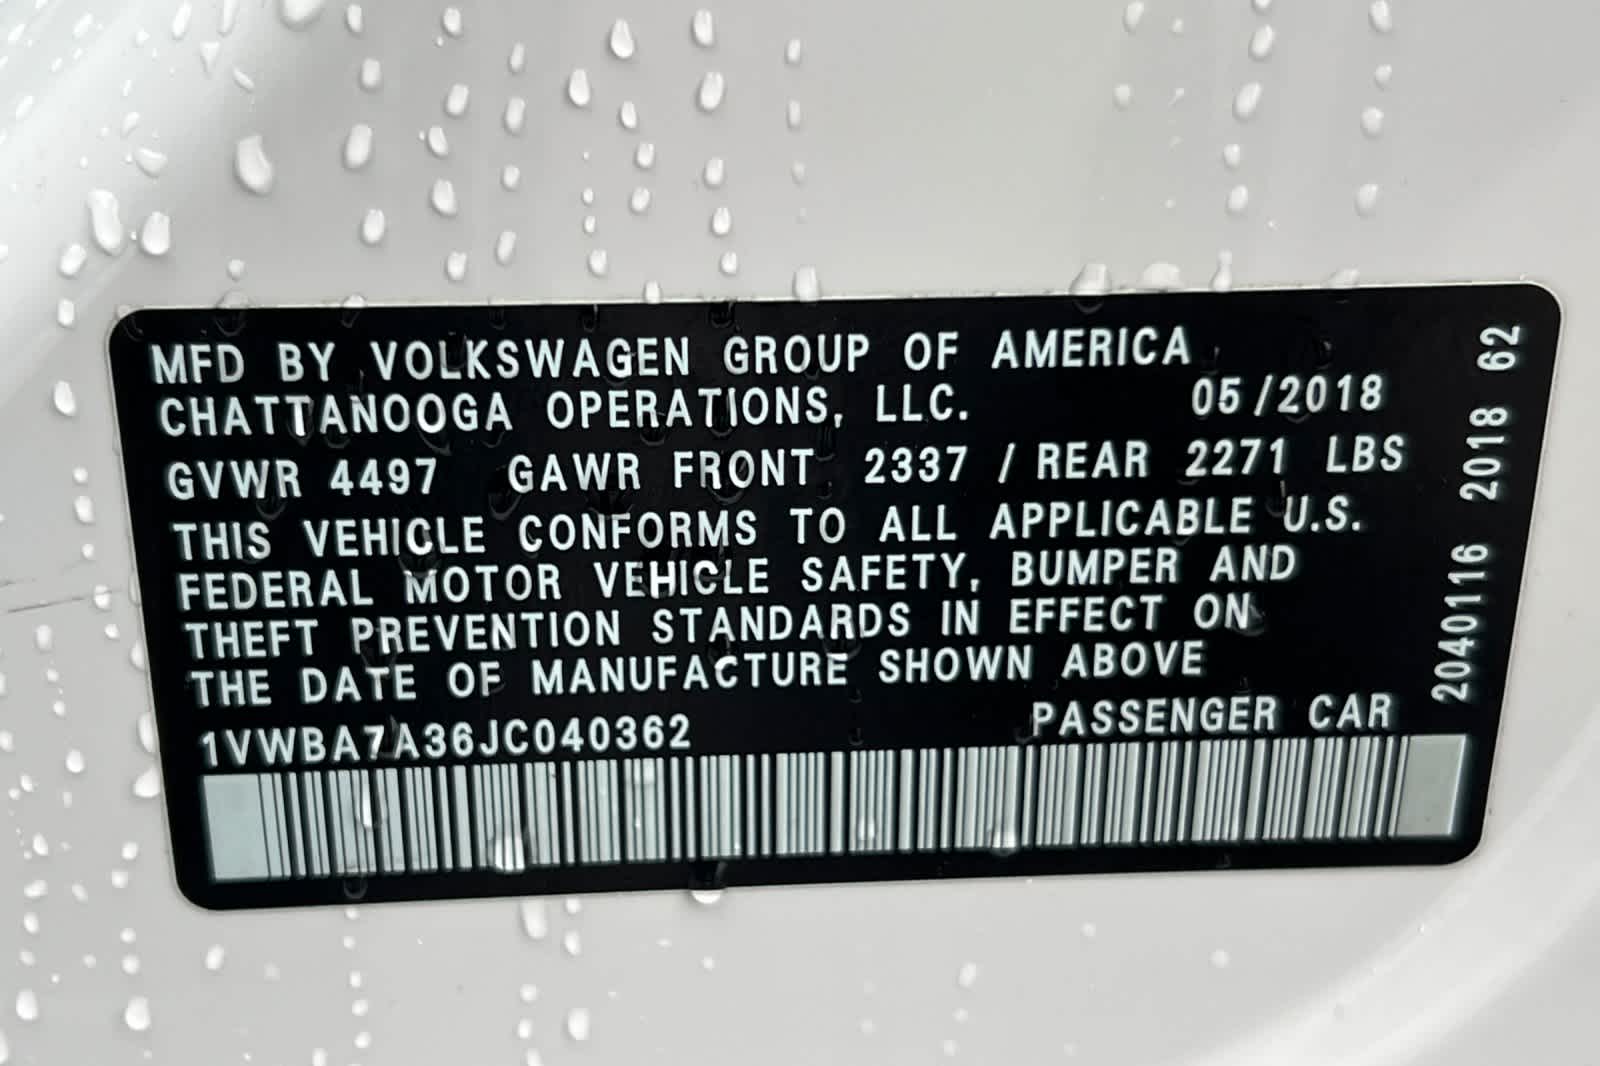 MFD BY VOLKSWAGEN GROUP OF AMERICA
CHATTANOOGA OPERATIONS, LLC. 05/2018
GVWR 4497 GAWR FRONT 2337 / REAR 2271 LBS
THIS VEHICLE CONFORMS TO ALL APPLICABLE U.S.
FEDERAL MOTOR VEHICLE SAFETY, BUMPER AND
THEFT PREVENTION STANDARDS IN EFFECT ON
THE DATE OF MANUFACTURE SHOWN ABOVE
1VWBA7A36JC040362 PASSENGER CAR
2040116 2018 62